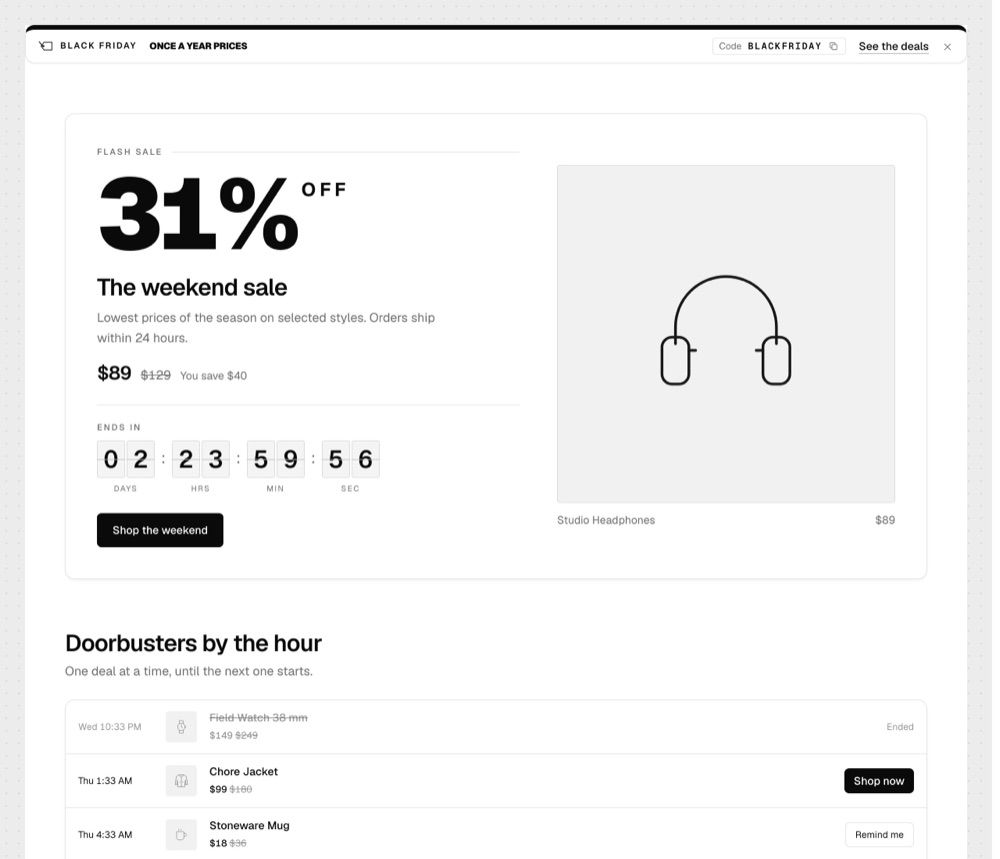 BLACK FRIDAY ONCE A YEAR PRICES Code BLACKFRIDAY See the deals
FLASH SALE
31% OFF
The weekend sale
Lowest prices of the season on selected styles. Orders ship
within 24 hours.
$89 $129 You save $40
ENDS IN
02 : 23 : 59 : 56
DAYS HRS MIN SEC
Shop the weekend
Studio Headphones $89
Doorbusters by the hour
One deal at a time, until the next one starts.
Wed 10:33 PM Field Watch 38 mm Ended
$149 $249
Thu 1:33 AM Chore Jacket Shop now
$99 $180
Thu 4:33 AM Stoneware Mug Remind me
$18 $36